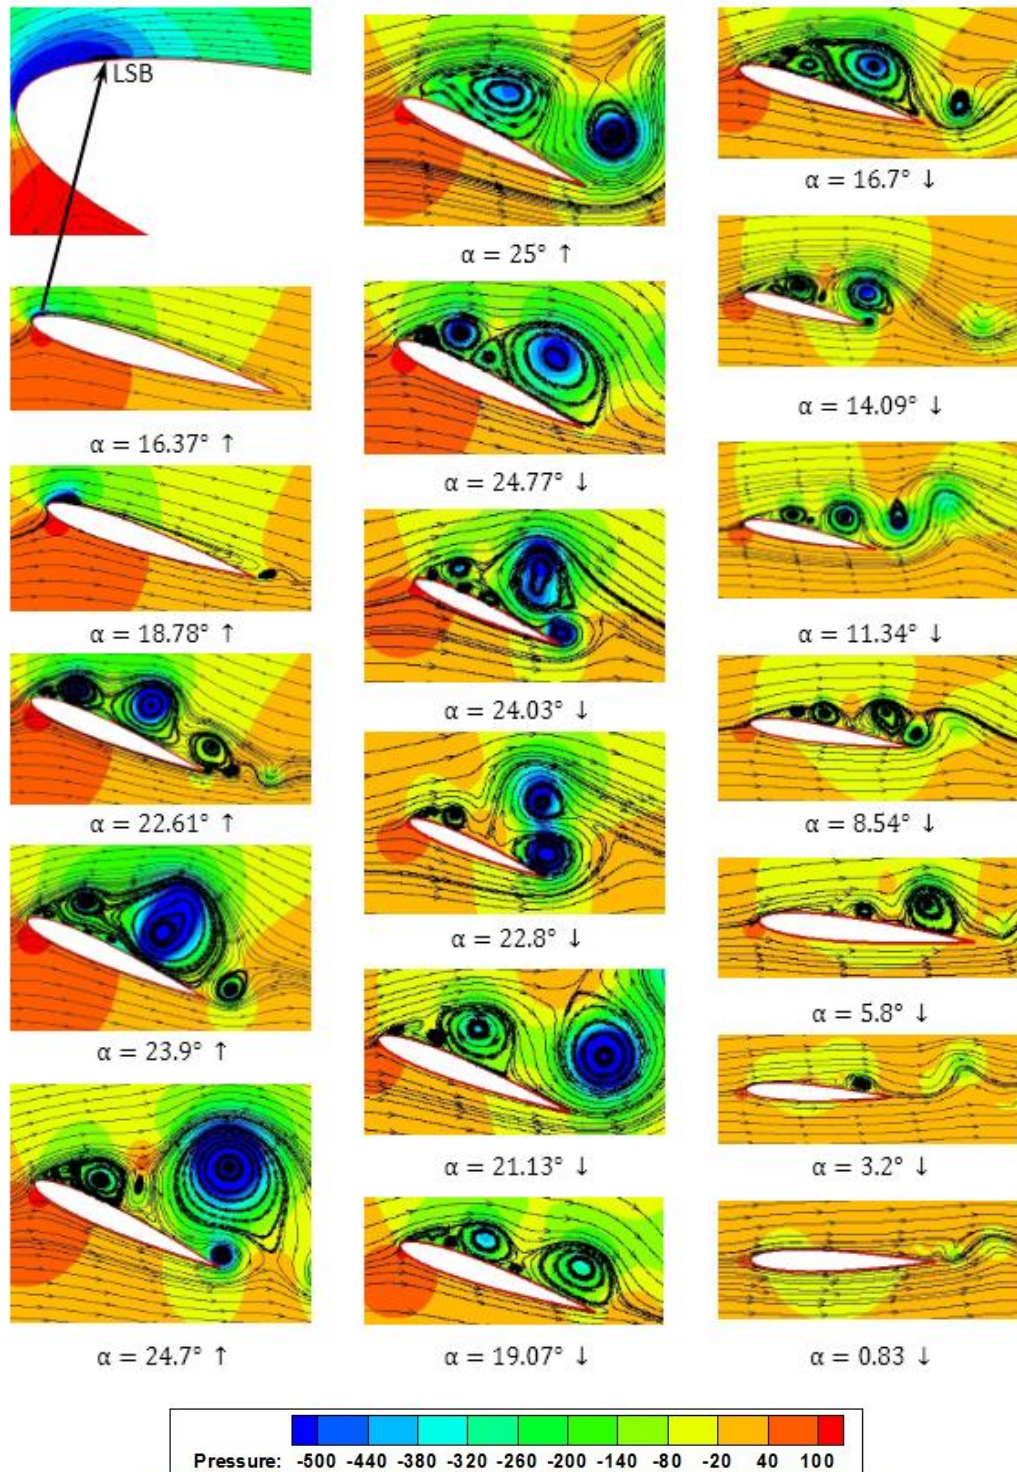 LSB
α = 16.37° ↑
α = 18.78° ↑
α = 22.61° ↑
α = 23.9° ↑
α = 24.7° ↑
α = 25° ↑
α = 24.77° ↓
α = 24.03° ↓
α = 22.8° ↓
α = 21.13° ↓
α = 19.07° ↓
α = 16.7° ↓
α = 14.09° ↓
α = 11.34° ↓
α = 8.54° ↓
α = 5.8° ↓
α = 3.2° ↓
α = 0.83 ↓
Pressure: -500 -440 -380 -320 -260 -200 -140 -80 -20 40 100